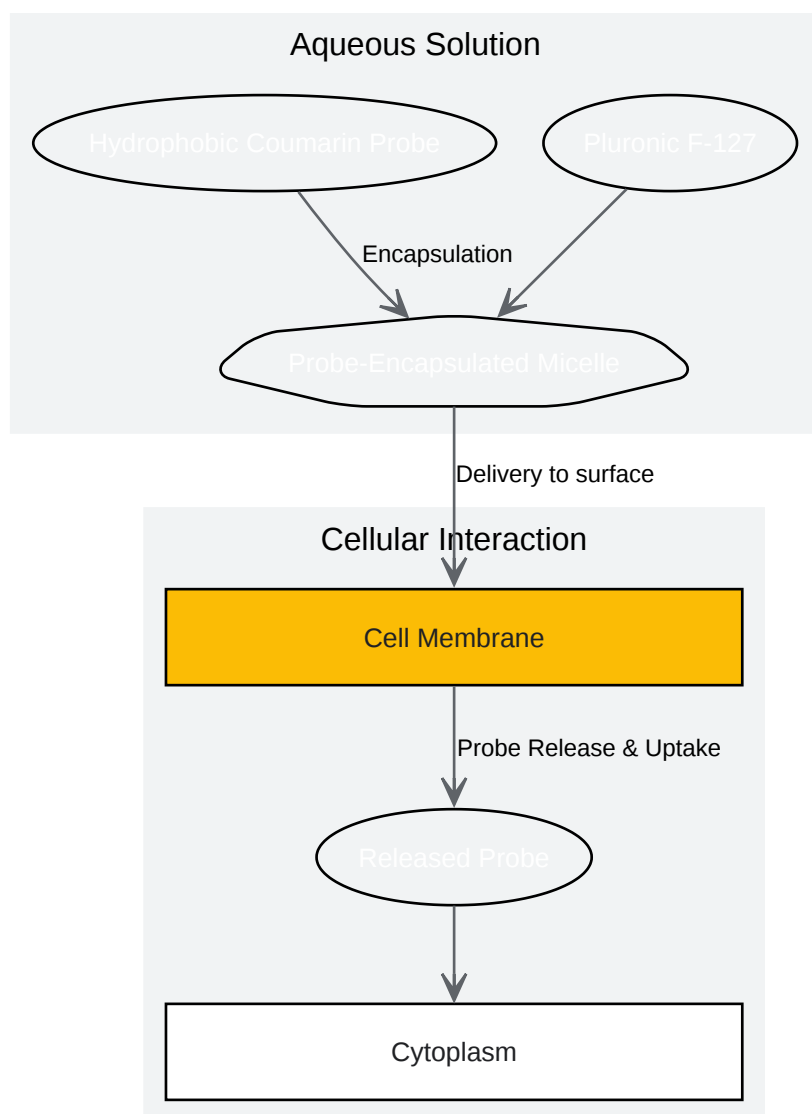 Aqueous Solution
Hydrophobic Coumarin Probe
Pluronic F-127
Encapsulation
Probe-Encapsulated Micelle
Delivery to surface
Cellular Interaction
Cell Membrane
Probe Release & Uptake
Released Probe
Cytoplasm